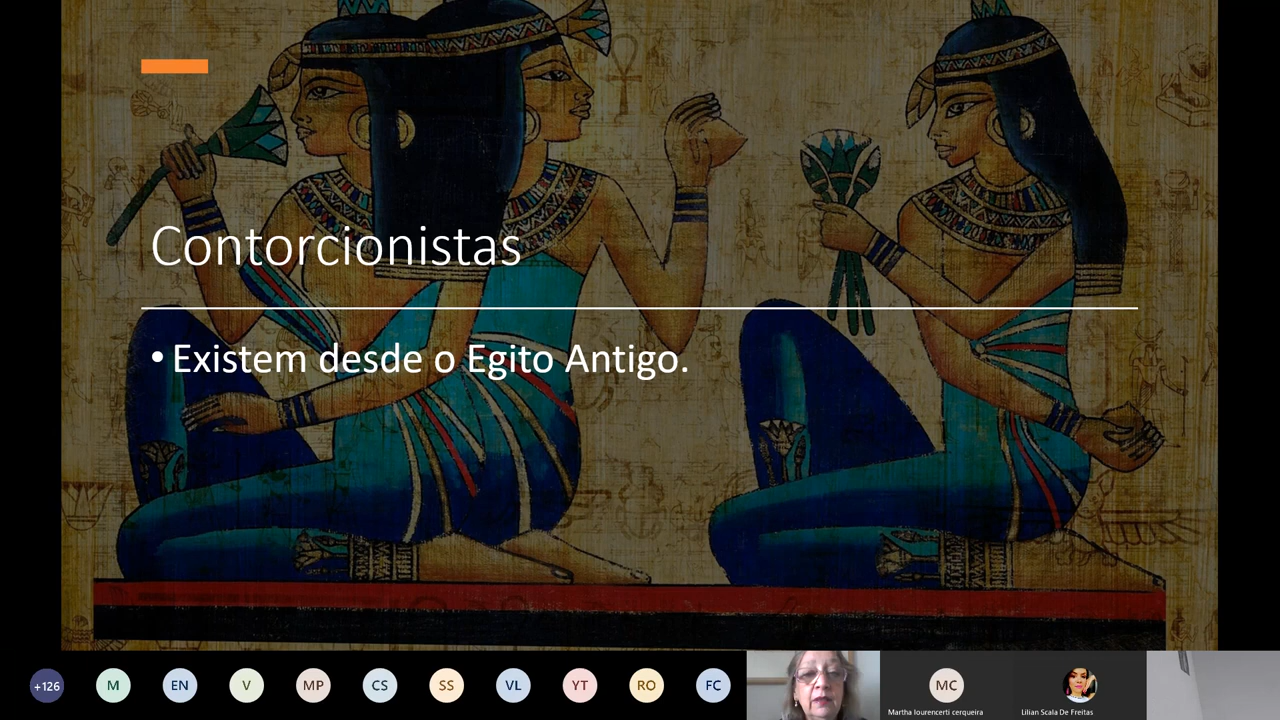 Contorcionistas
• Existem desde o Egito Antigo.
+126
M
EN
V
MP
CS
SS
VL
YT
RO
FC
MC
Martha lourencerti cerqueira
Lilian Scala De Freitas